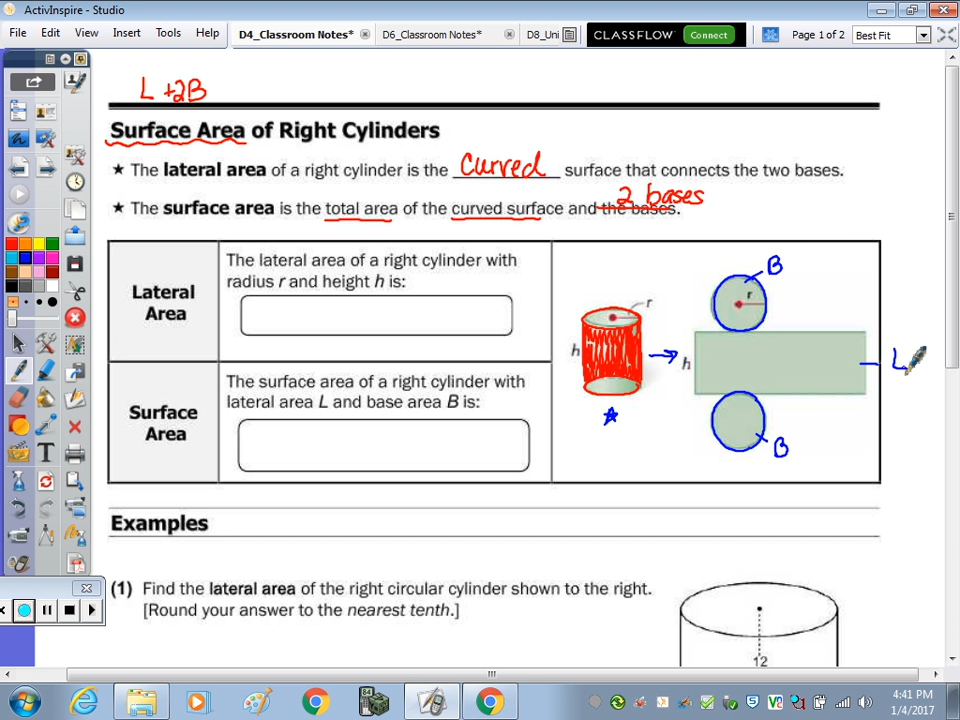 ActivInspire - Studio
File Edit View Insert Tools Help D4_Classroom Notes* D6_Classroom Notes* D8_Uni CLASSFLOW Connect Page 1 of 2 Best Fit
L + 2B
Surface Area of Right Cylinders
★ The lateral area of a right cylinder is the curved surface that connects the two bases.
2 bases
★ The surface area is the total area of the curved surface and the bases.
Lateral Area
The lateral area of a right cylinder with
radius r and height h is:
Surface Area
The surface area of a right cylinder with
lateral area L and base area B is:
r
h
B
r
h
L
B
Examples
(1) Find the lateral area of the right circular cylinder shown to the right.
[Round your answer to the nearest tenth.]
12
4:41 PM
1/4/2017